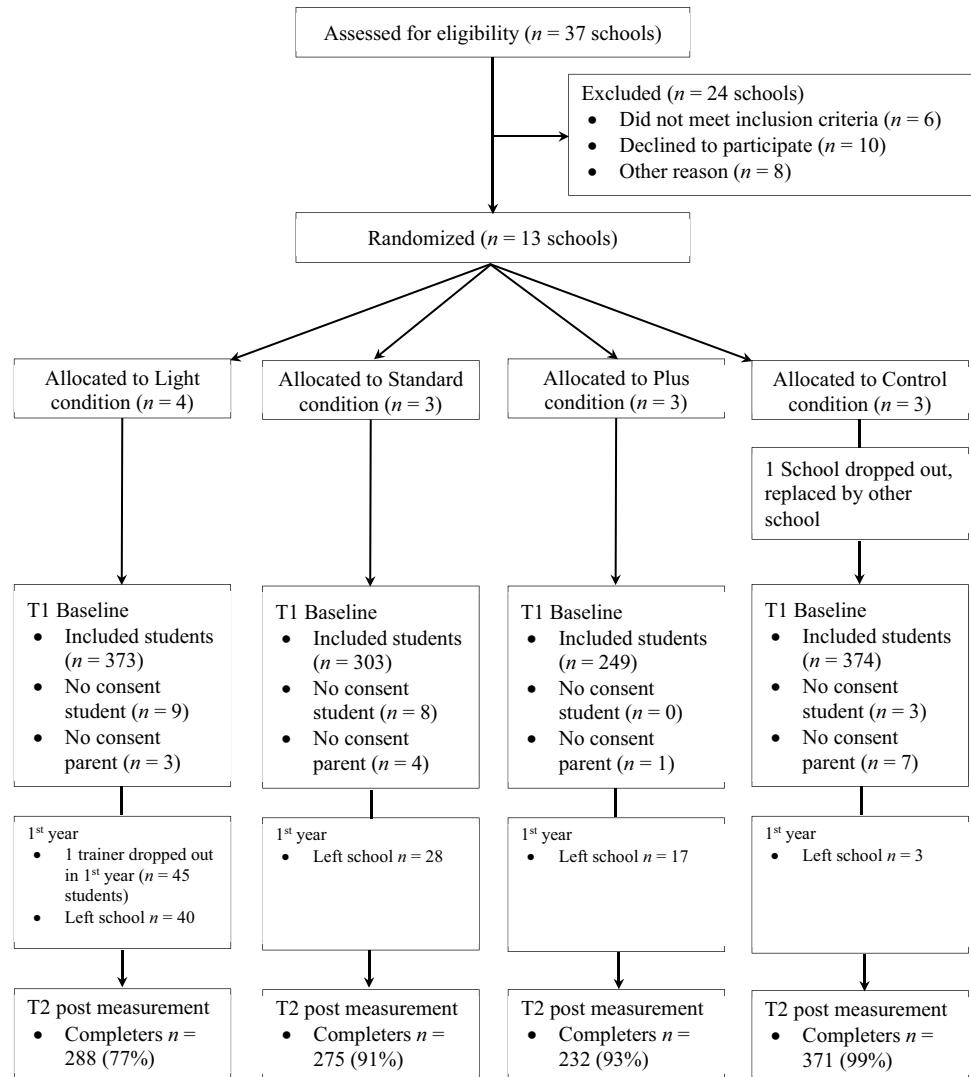 Assessed for eligibility (n = 37 schools)
Excluded (n = 24 schools)
• Did not meet inclusion criteria (n = 6)
• Declined to participate (n = 10)
• Other reason (n = 8)
Randomized (n = 13 schools)
Allocated to Light
condition (n = 4)
Allocated to Standard
condition (n = 3)
Allocated to Plus
condition (n = 3)
Allocated to Control
condition (n = 3)
1 School dropped out,
replaced by other
school
T1 Baseline
• Included students
(n = 373)
• No consent
student (n = 9)
• No consent
parent (n = 3)
T1 Baseline
• Included students
(n = 303)
• No consent
student (n = 8)
• No consent
parent (n = 4)
T1 Baseline
• Included students
(n = 249)
• No consent
student (n = 0)
• No consent
parent (n = 1)
T1 Baseline
• Included students
(n = 374)
• No consent
student (n = 3)
• No consent
parent (n = 7)
1st year
• 1 trainer dropped out
in 1st year (n = 45
students)
• Left school n = 40
1st year
• Left school n = 28
1st year
• Left school n = 17
1st year
• Left school n = 3
T2 post measurement
• Completers n =
288 (77%)
T2 post measurement
• Completers n =
275 (91%)
T2 post measurement
• Completers n =
232 (93%)
T2 post measurement
• Completers n =
371 (99%)